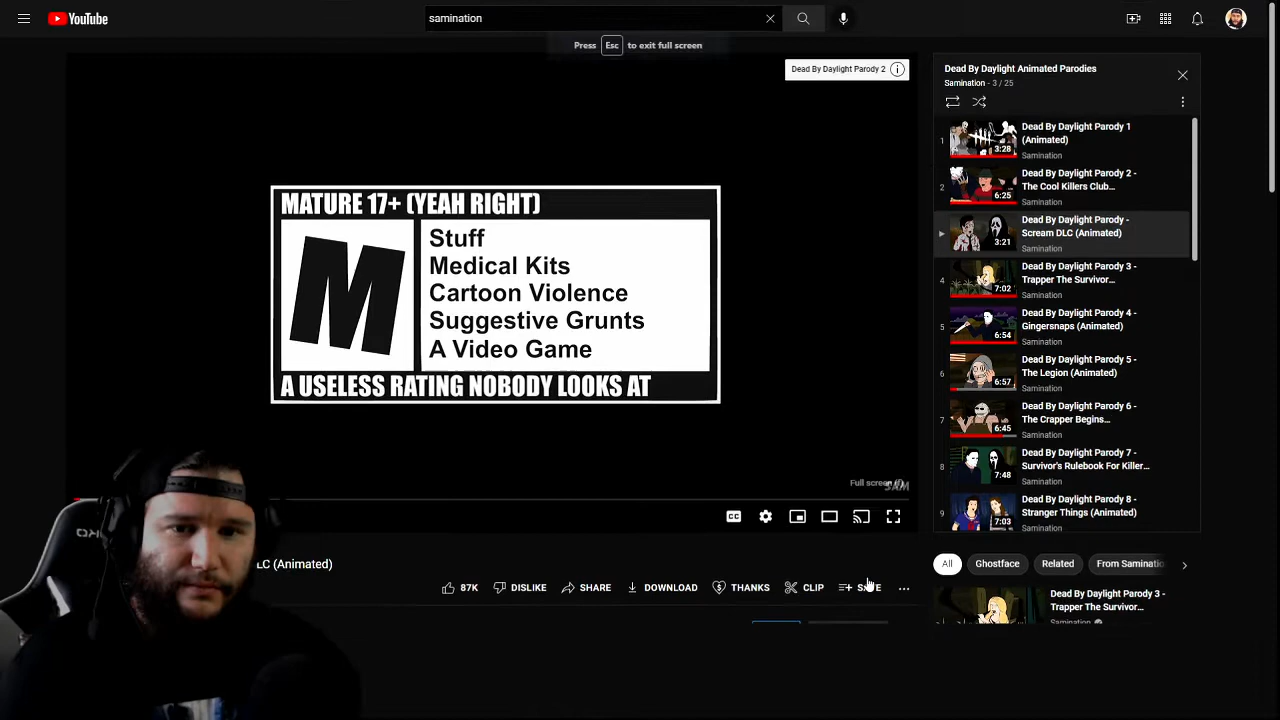 YouTube
samination
Press Esc to exit full screen
Dead By Daylight Parody 2
MATURE 17+ (YEAH RIGHT)
M
Stuff
Medical Kits
Cartoon Violence
Suggestive Grunts
A Video Game
A USELESS RATING NOBODY LOOKS AT
Full screen
SAM
CC
DLC (Animated)
87K
DISLIKE
SHARE
DOWNLOAD
THANKS
CLIP
SAVE
Dead By Daylight Animated Parodies
Samination - 3 / 25
1
3:28
Dead By Daylight Parody 1
(Animated)
Samination
2
6:25
Dead By Daylight Parody 2 -
The Cool Killers Club...
Samination
3:21
Dead By Daylight Parody -
Scream DLC (Animated)
Samination
4
7:02
Dead By Daylight Parody 3 -
Trapper The Survivor...
Samination
5
6:54
Dead By Daylight Parody 4 -
Gingersnaps (Animated)
Samination
6
6:57
Dead By Daylight Parody 5 -
The Legion (Animated)
Samination
7
6:45
Dead By Daylight Parody 6 -
The Crapper Begins...
Samination
8
7:48
Dead By Daylight Parody 7 -
Survivor's Rulebook For Killer...
Samination
9
7:03
Dead By Daylight Parody 8 -
Stranger Things (Animated)
Samination
All
Ghostface
Related
From Saminatio
Dead By Daylight Parody 3 -
Trapper The Survivor...
Samination